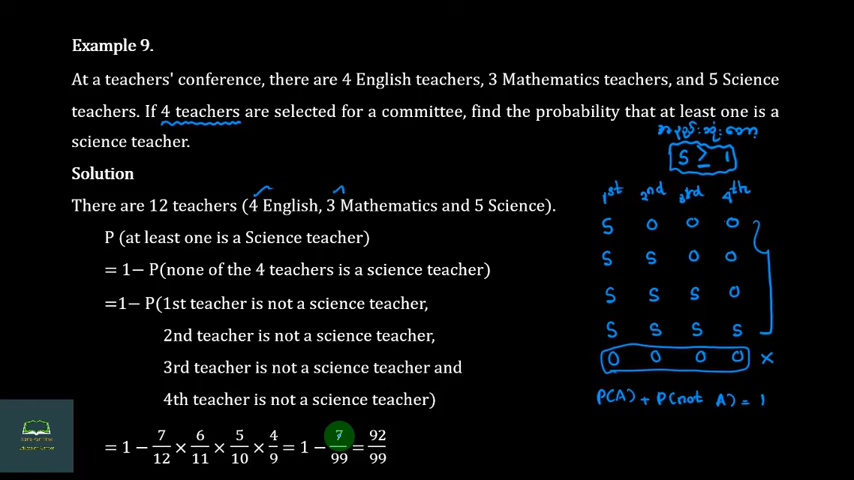 Example 9.
At a teachers' conference, there are 4 English teachers, 3 Mathematics teachers, and 5 Science
teachers. If 4 teachers are selected for a committee, find the probability that at least one is a
science teacher.
Solution
There are 12 teachers (4 English, 3 Mathematics and 5 Science).
P (at least one is a Science teacher)
= 1− P(none of the 4 teachers is a science teacher)
=1− P(1st teacher is not a science teacher,
2nd teacher is not a science teacher,
3rd teacher is not a science teacher and
4th teacher is not a science teacher)
= 1 − 7/12 × 6/11 × 5/10 × 4/9 = 1 − 7/99 = 92/99
S ≥ 1
1st 2nd 3rd 4th
S O O O
S S O O
S S S O
S S S S
O O O O ×
P(A) + P(not A) = 1